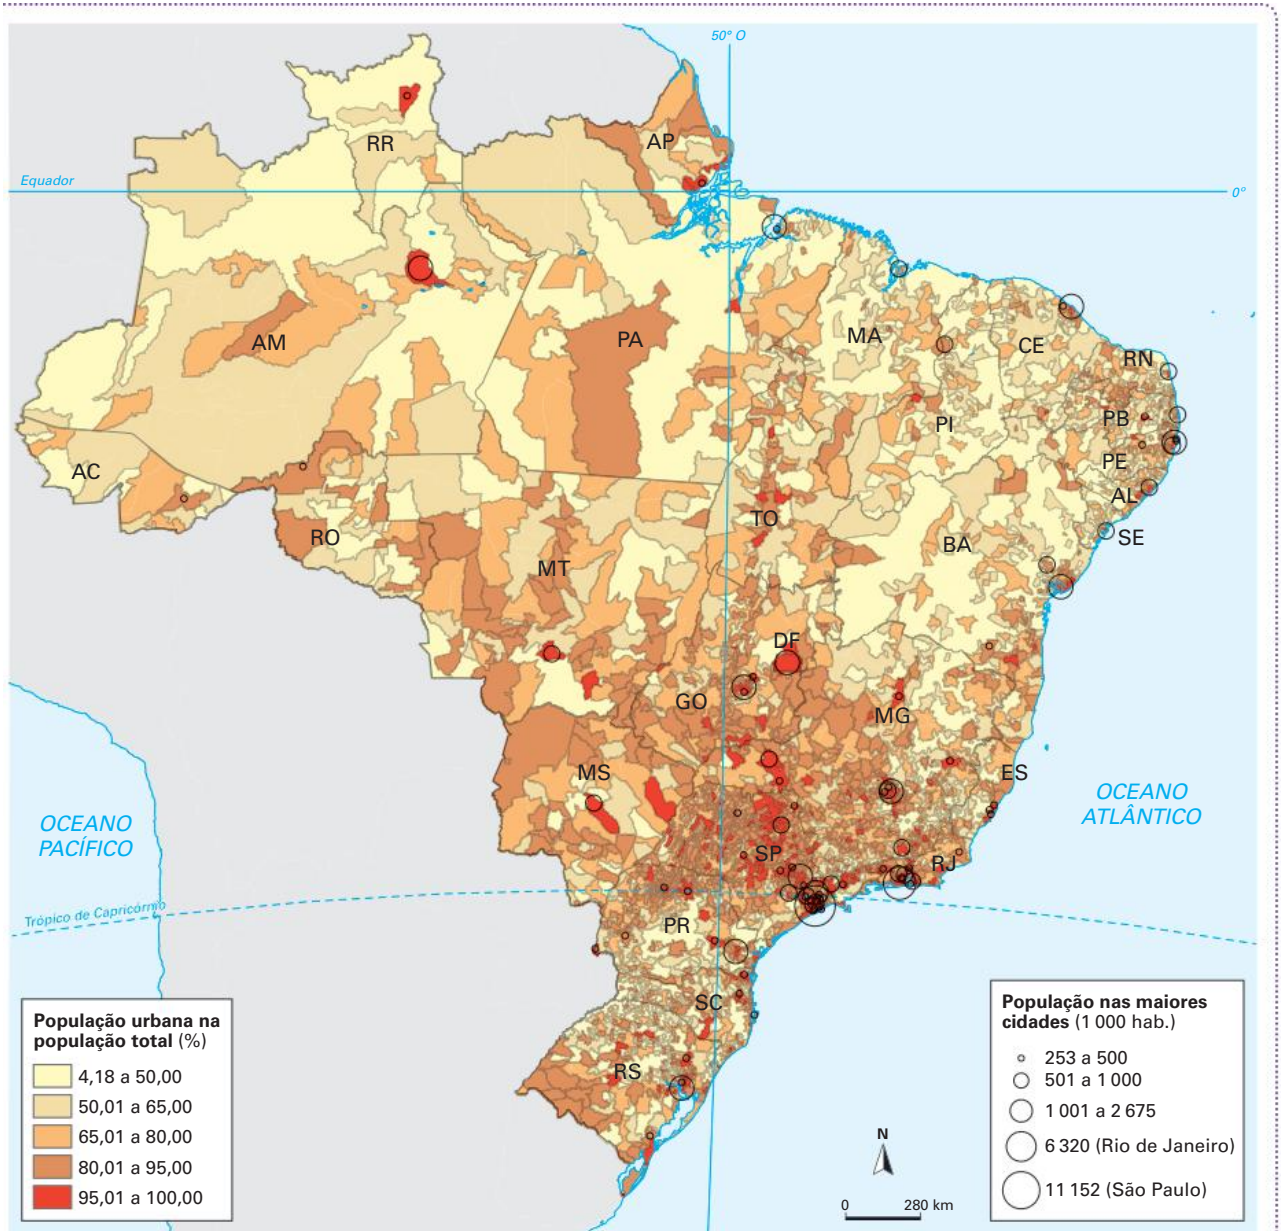 50° O
RR
AP
Equador
0°
AM
PA
MA
CE
RN
PB
PI
PE
AC
AL
TO
RO
BA
SE
MT
DF
GO
MG
MS
ES
OCEANO
PACÍFICO
OCEANO
ATLÂNTICO
SP
RJ
Trópico de Capricórnio
PR
SC
RS
População urbana na
população total (%)
4,18 a 50,00
50,01 a 65,00
65,01 a 80,00
80,01 a 95,00
95,01 a 100,00
N
0 280 km
População nas maiores
cidades (1 000 hab.)
253 a 500
501 a 1 000
1 001 a 2 675
6 320 (Rio de Janeiro)
11 152 (São Paulo)